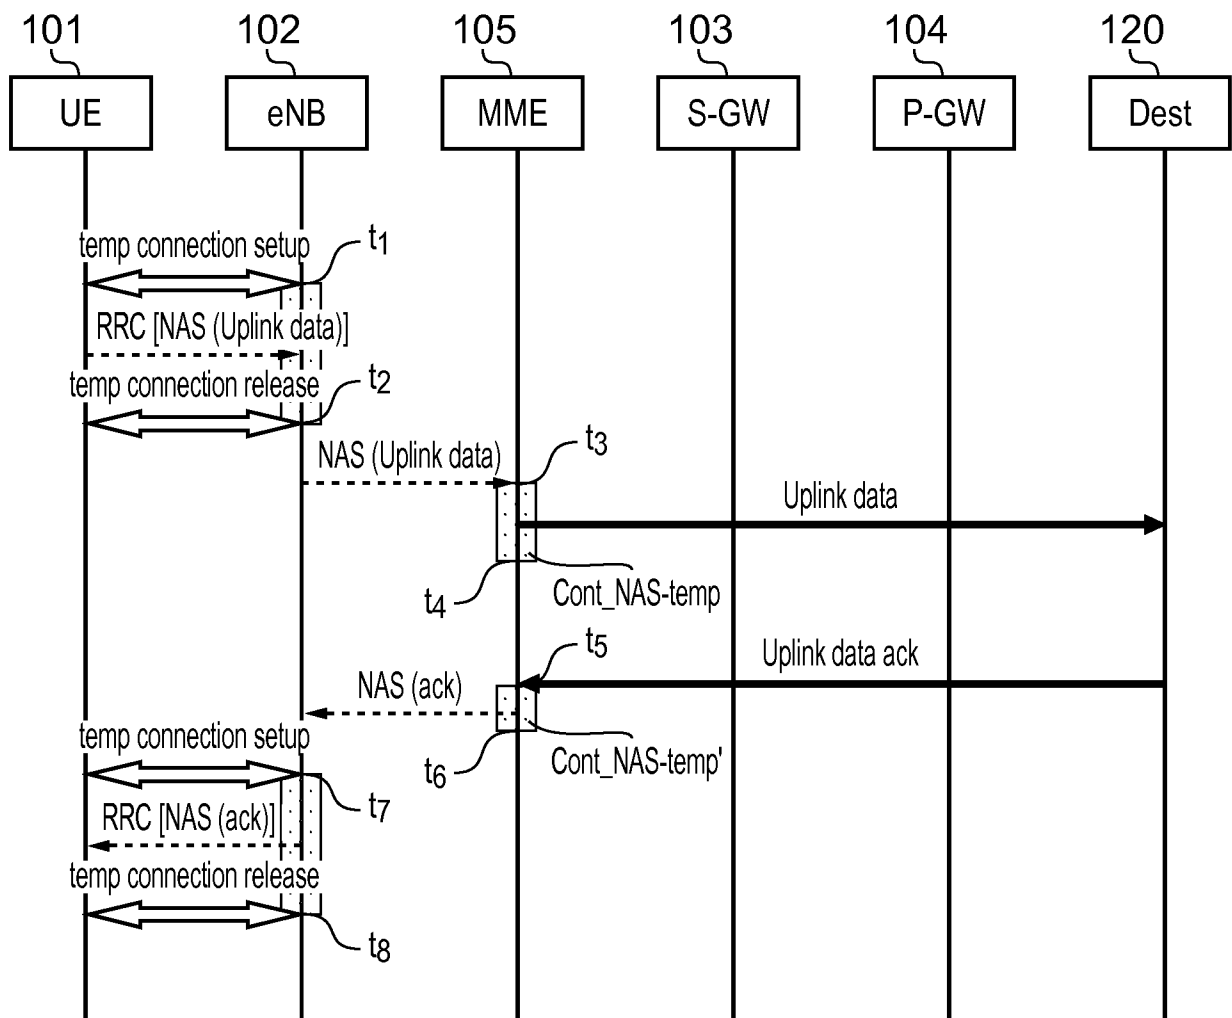 101 102 105 103 104 120
UE eNB MME S-GW P-GW Dest
temp connection setup
t1
RRC [NAS (Uplink data)]
temp connection release
t2
NAS (Uplink data)
t3
Uplink data
t4
Cont_NAS-temp
t5
Uplink data ack
NAS (ack)
temp connection setup
t6
Cont_NAS-temp'
t7
RRC [NAS (ack)]
temp connection release
t8